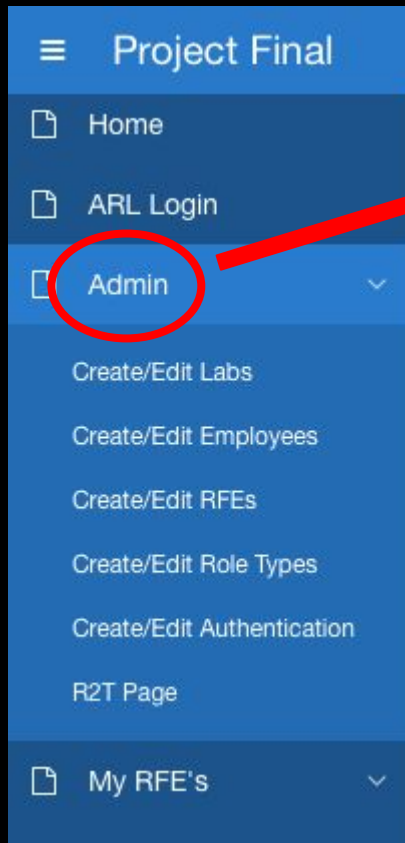 Project Final
Home
ARL Login
Admin
Create/Edit Labs
Create/Edit Employees
Create/Edit RFEs
Create/Edit Role Types
Create/Edit Authentication
R2T Page
My RFE's